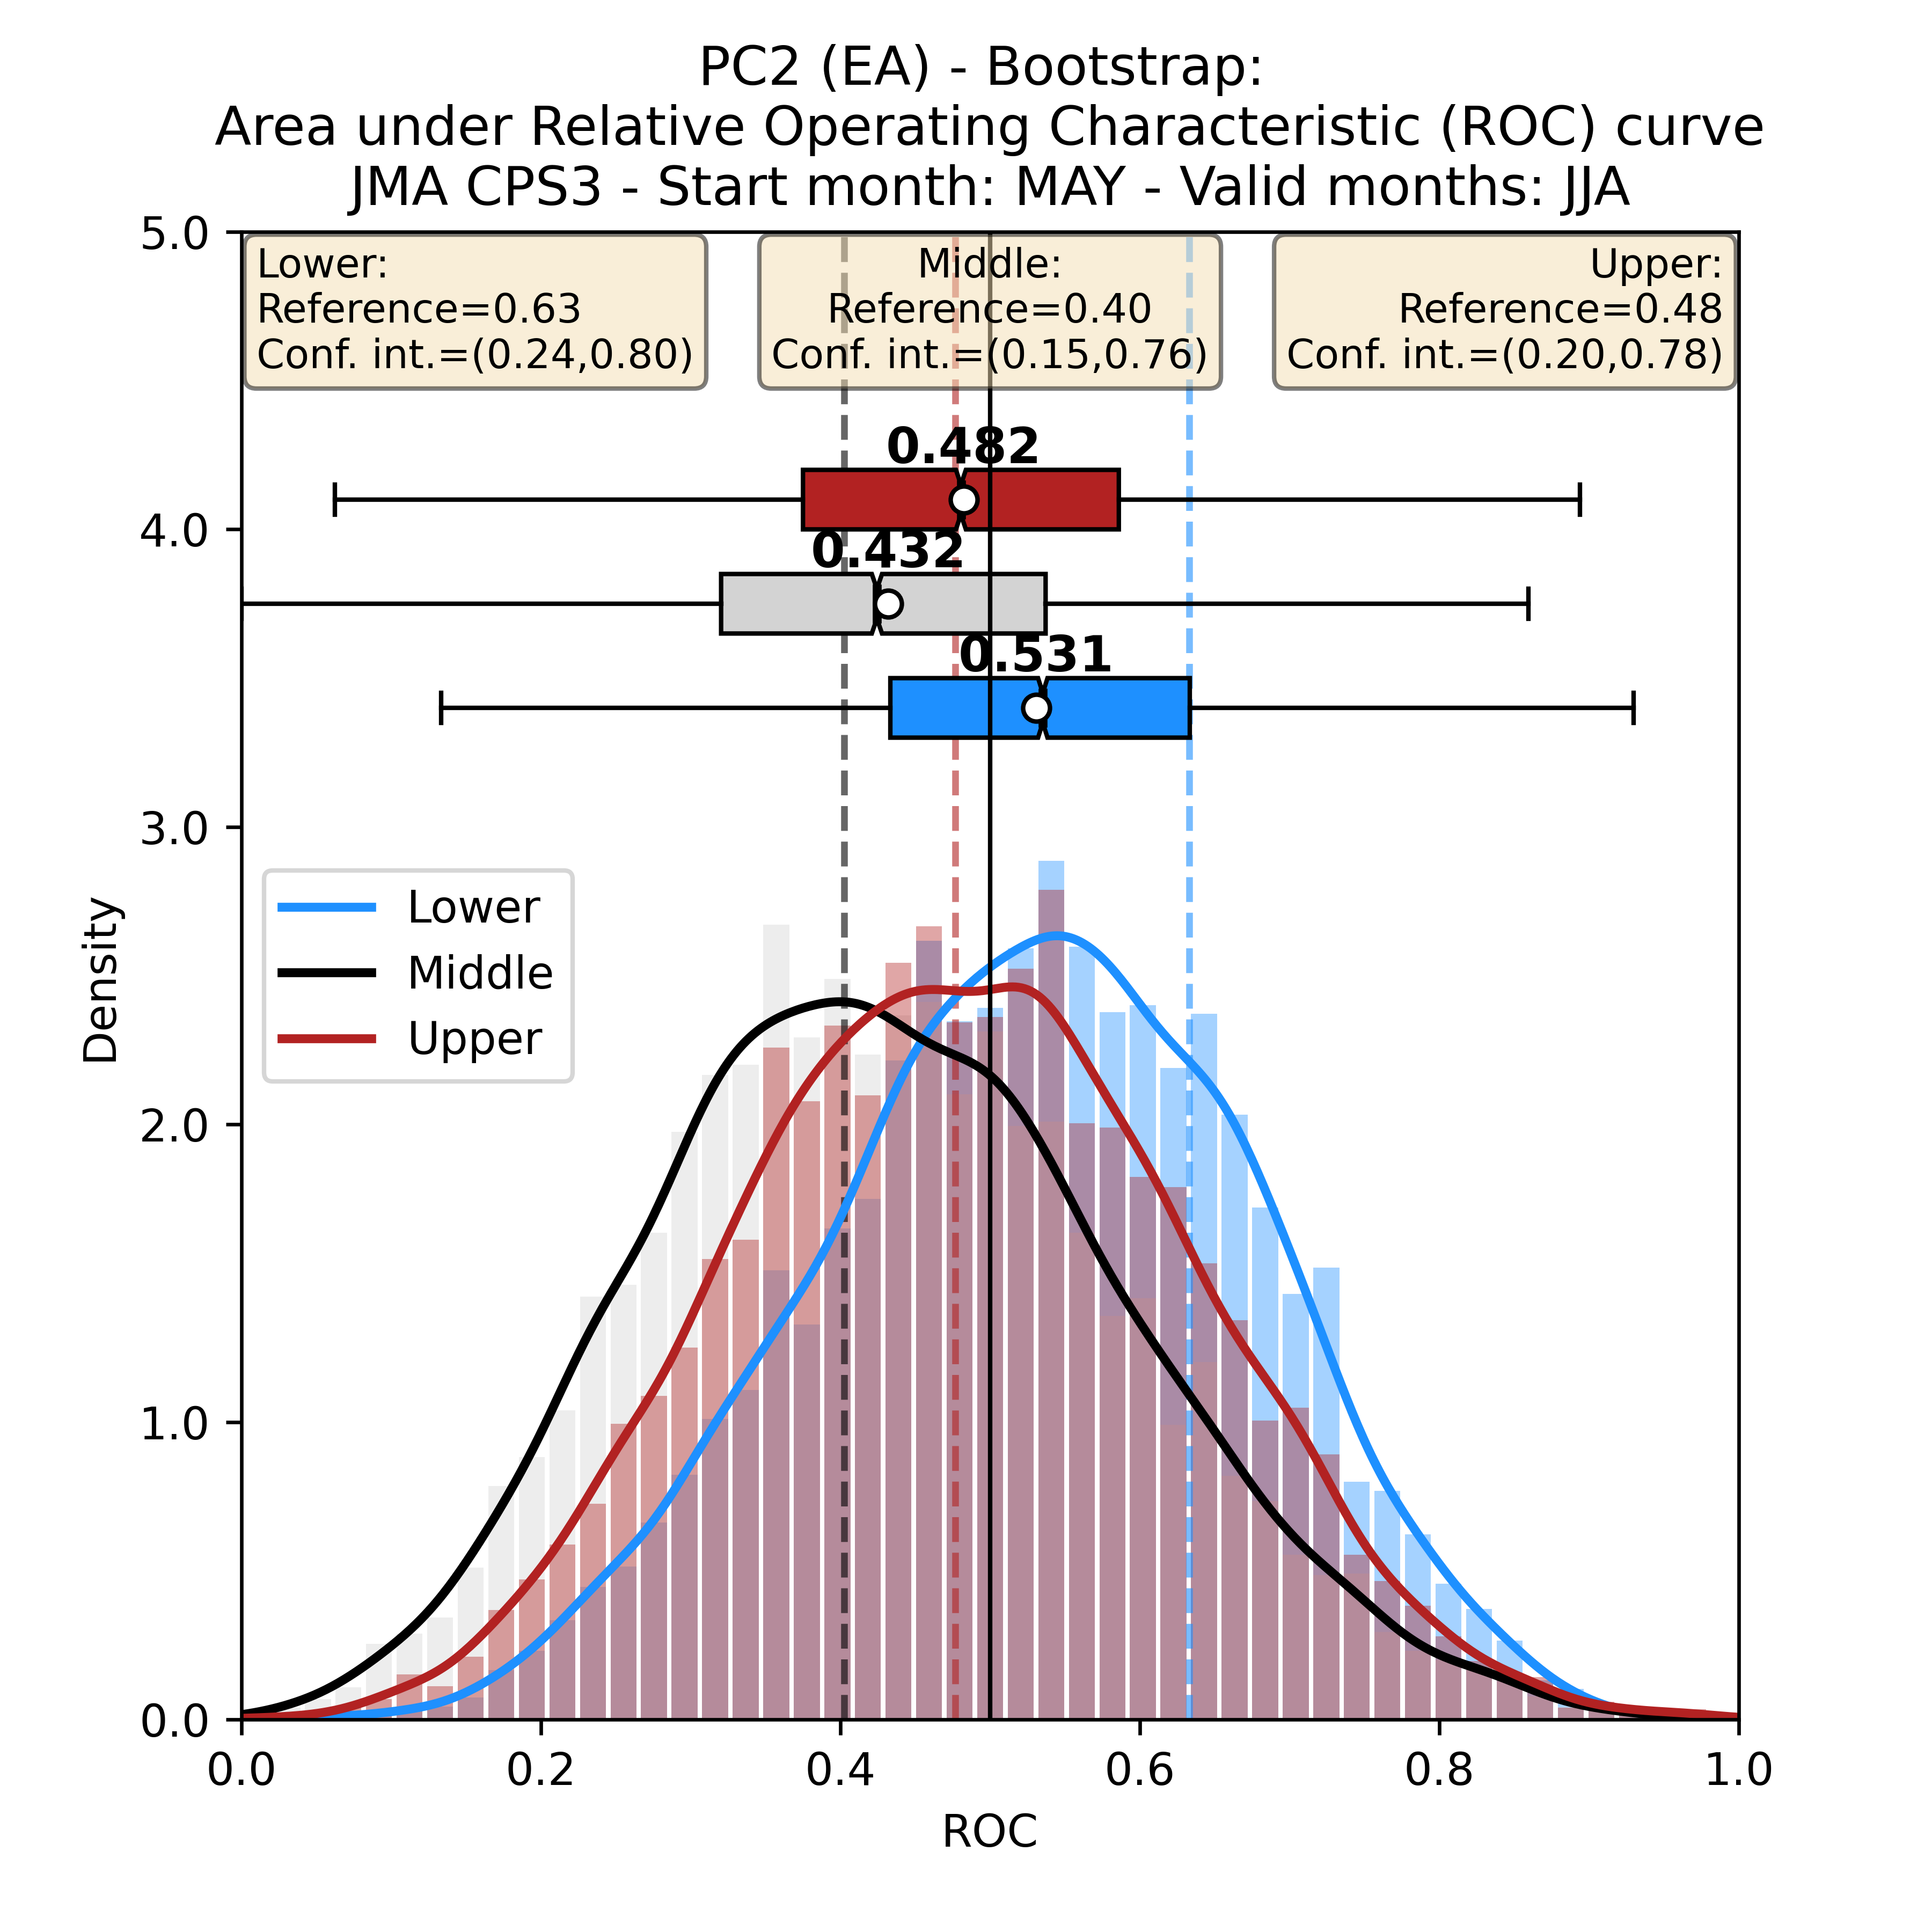 PC2 (EA) - Bootstrap:
Area under Relative Operating Characteristic (ROC) curve
JMA CPS3 - Start month: MAY - Valid months: JJA
Lower:
Reference=0.63
Conf. int.=(0.24,0.80)
Middle:
Reference=0.40
Conf. int.=(0.15,0.76)
Upper:
Reference=0.48
Conf. int.=(0.20,0.78)
0.482
0.432
0.531
Lower
Middle
Upper
Density
5.0
4.0
3.0
2.0
1.0
0.0
0.0
0.2
0.4
0.6
0.8
1.0
ROC